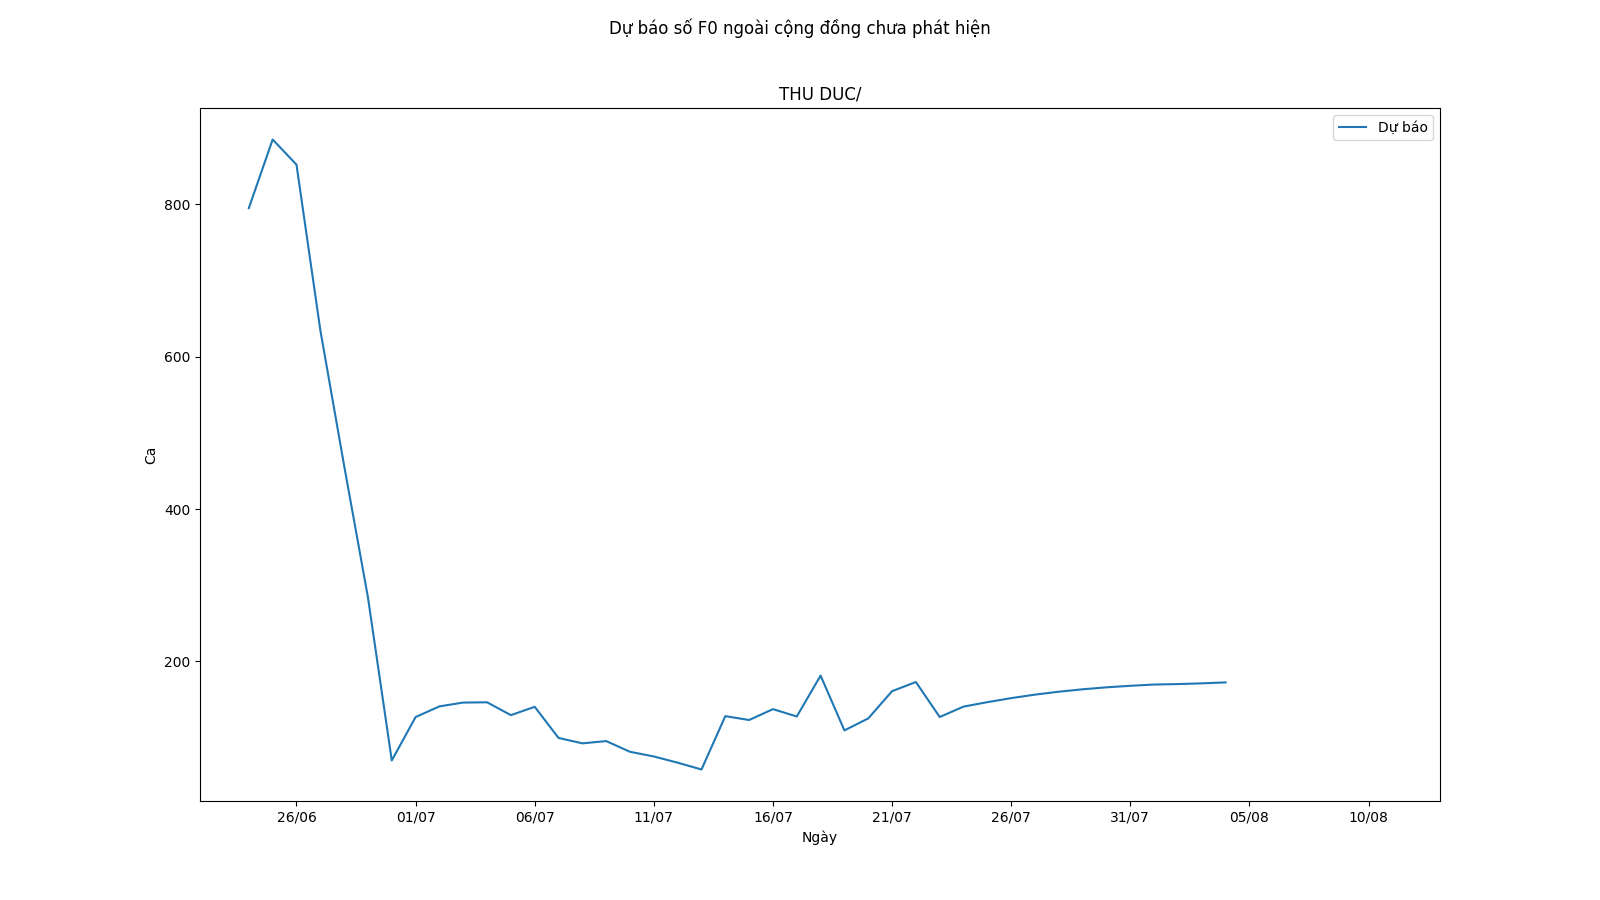 Dự báo số F0 ngoài cộng đồng chưa phát hiện
THU DUC/
Dự báo
800
600
400
200
Ca
26/06
01/07
06/07
11/07
16/07
21/07
26/07
31/07
05/08
10/08
Ngày